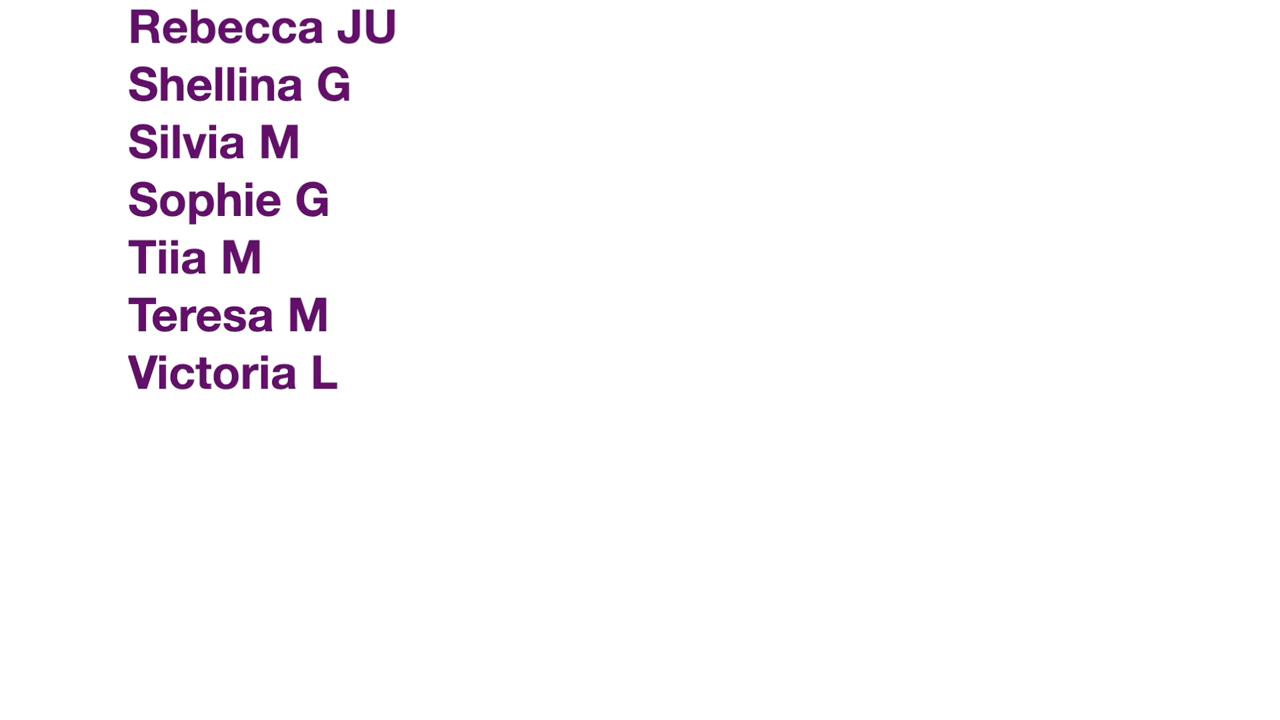 Rebecca JU
Shellina G
Silvia M
Sophie G
Tiia M
Teresa M
Victoria L